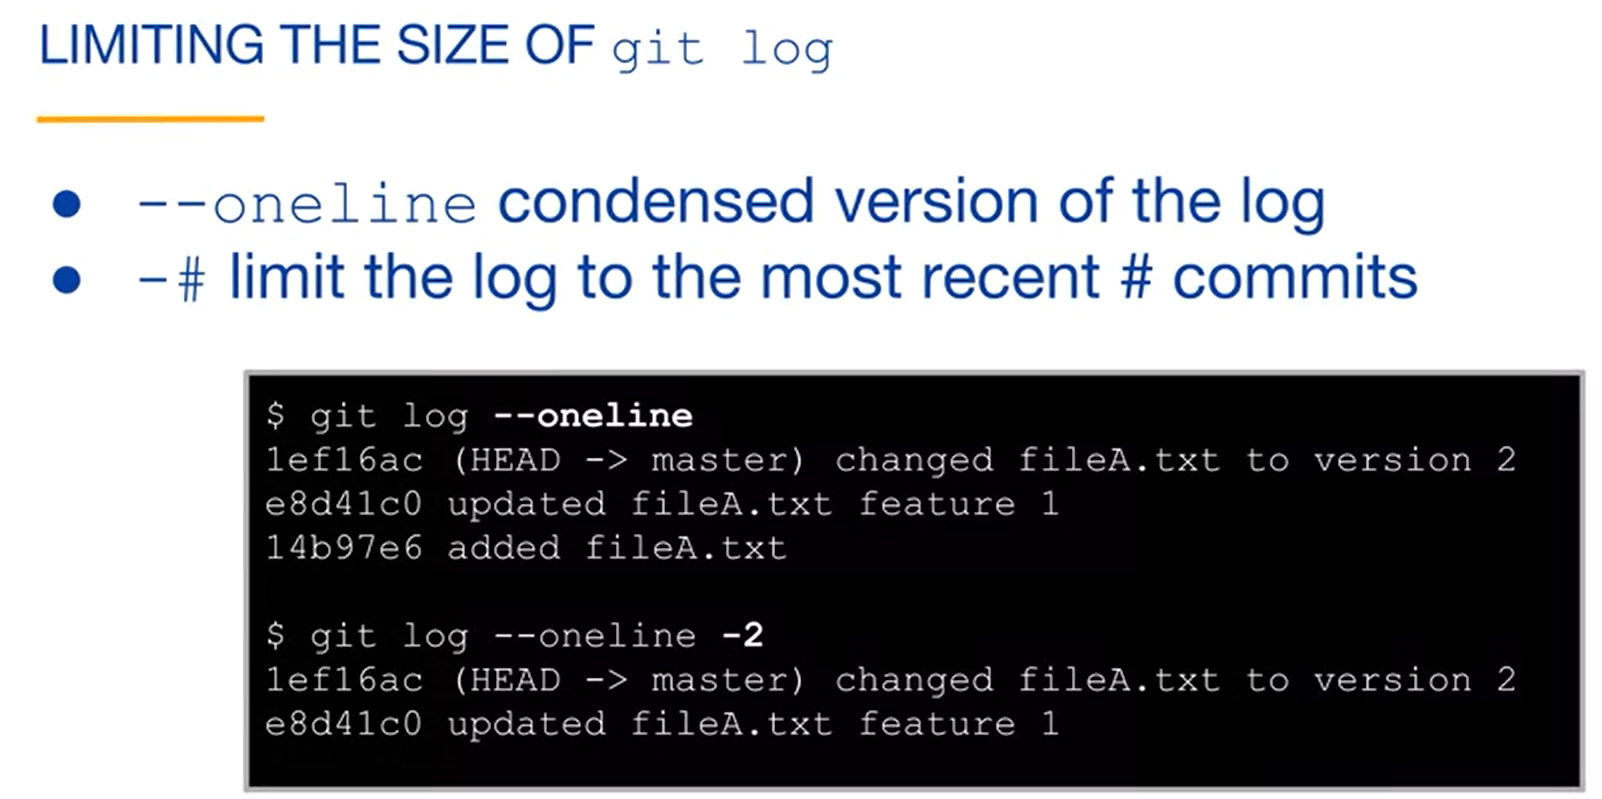 LIMITING THE SIZE OF git log
● --oneline condensed version of the log
● -# limit the log to the most recent # commits
$ git log --oneline
1ef16ac (HEAD -> master) changed fileA.txt to version 2
e8d41c0 updated fileA.txt feature 1
14b97e6 added fileA.txt
$ git log --oneline -2
1ef16ac (HEAD -> master) changed fileA.txt to version 2
e8d41c0 updated fileA.txt feature 1